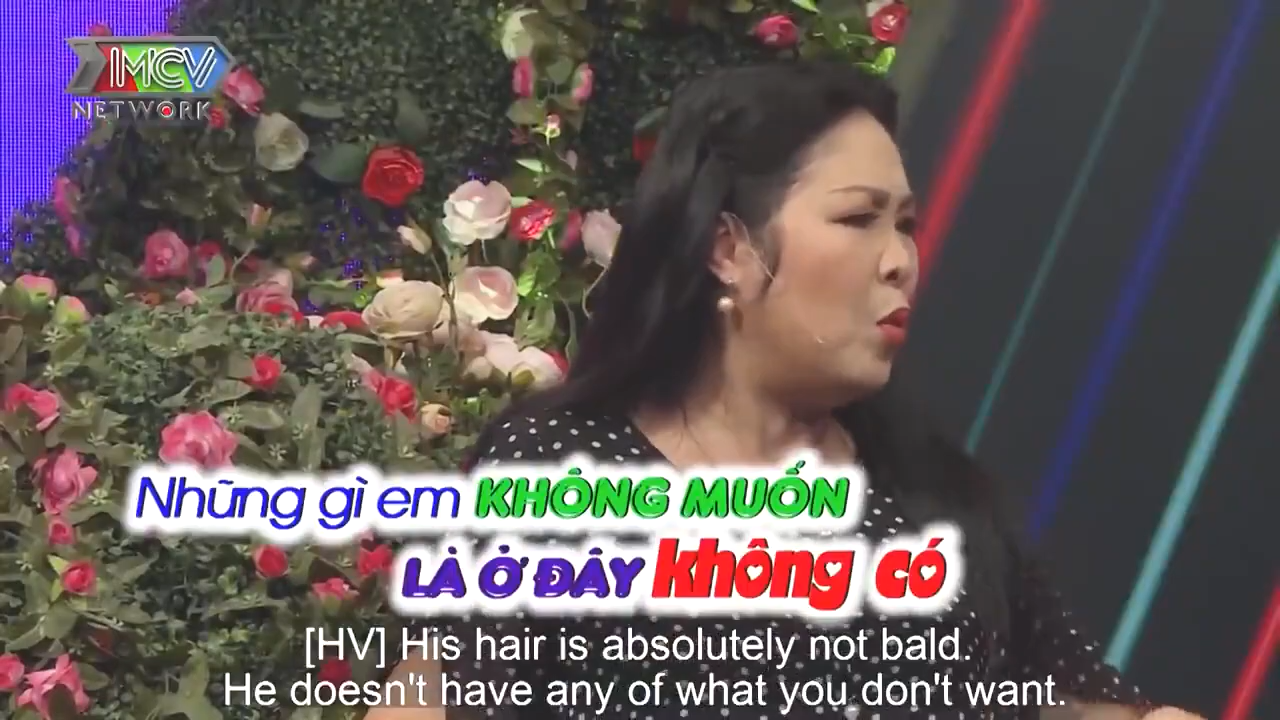 MCV
NETWORK
Những gì em KHÔNG MUỐN
LÀ Ở ĐÂY không có
[HV] His hair is absolutely not bald.
He doesn't have any of what you don't want.